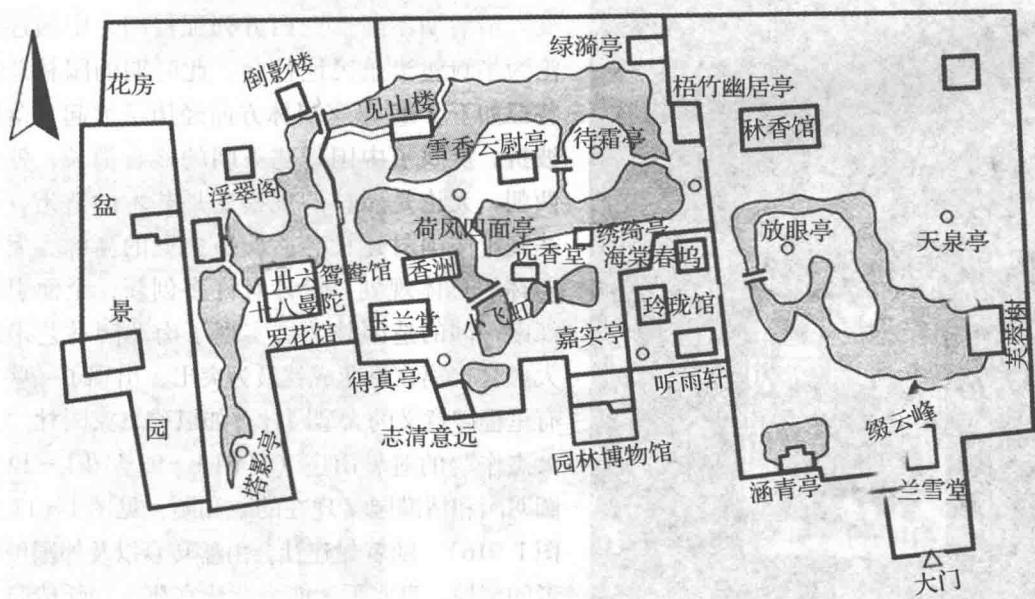 绿漪亭
花房
倒影楼
见山楼
梧竹幽居亭
秫香馆
雪香云尉亭
待霜亭
浮翠阁
盆
景
园
荷风四面亭
绣绮亭
放眼亭
天泉亭
远香堂
海棠春坞
卅六鸳鸯馆
香洲
十八曼陀
罗花馆
玉兰堂
小飞虹
嘉实亭
玲珑馆
芙蓉榭
得真亭
听雨轩
志清意远
缀云峰
塔影亭
园林博物馆
涵青亭
兰雪堂
大门